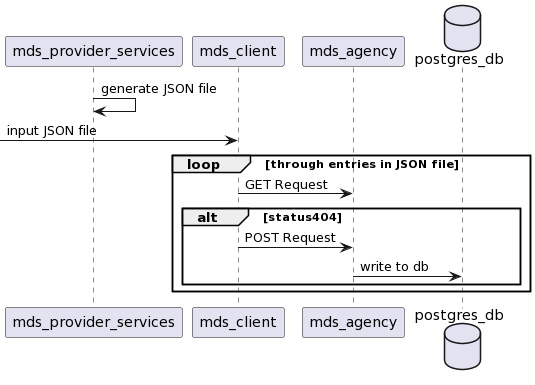 mds_provider_services
mds_client
mds_agency
postgres_db
generate JSON file
input JSON file
loop
[through entries in JSON file]
GET Request
alt
[status404]
POST Request
write to db
mds_provider_services
mds_client
mds_agency
postgres_db